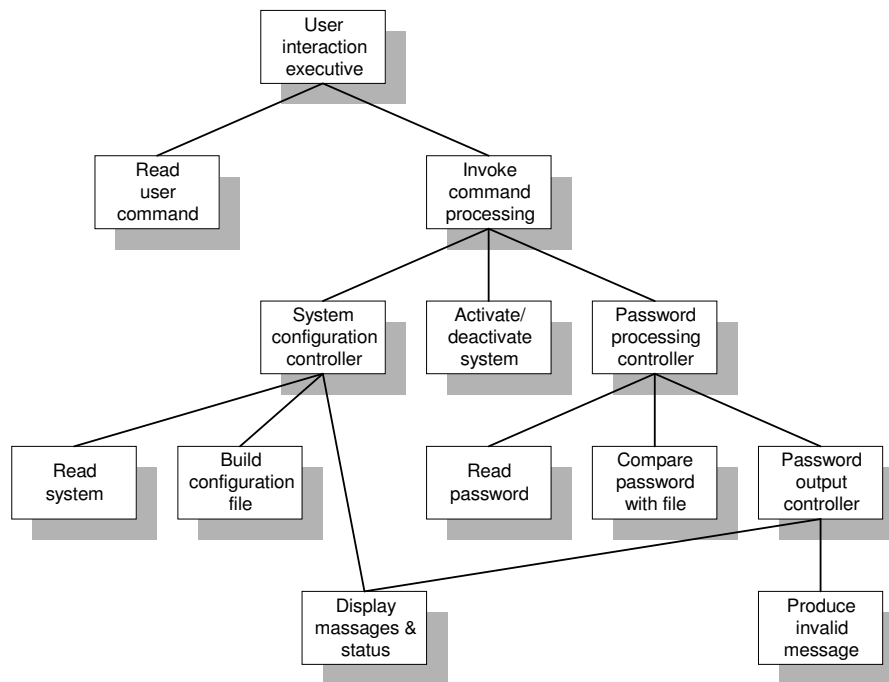 User
interaction
executive
Read
user
command
Invoke
command
processing
System
configuration
controller
Activate/
deactivate
system
Password
processing
controller
Read
system
Build
configuration
file
Read
password
Compare
password
with file
Password
output
controller
Display
massages &
status
Produce
invalid
message